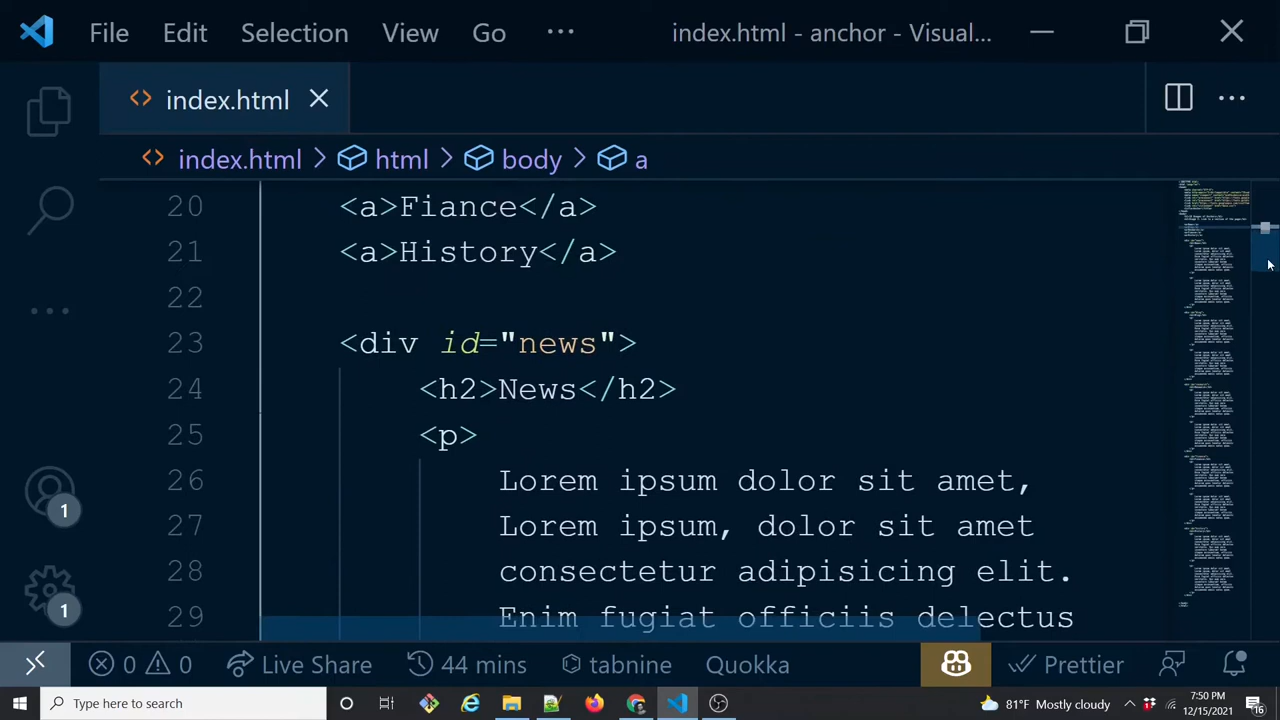 File Edit Selection View Go ··· index.html - anchor - Visual...
index.html
index.html > html > body > a
20 <a>Fiance</a>
21 <a>History</a>
22
23 <div id="news">
24 <h2>News</h2>
25 <p>
26 Lorem ipsum dolor sit amet,
27 Lorem ipsum, dolor sit amet
28 consectetur adipisicing elit.
29 Enim fugiat officiis delectus
1
1
0 0 Live Share 44 mins tabnine Quokka Prettier
Type here to search 81°F Mostly cloudy 7:50 PM
12/15/2021 16